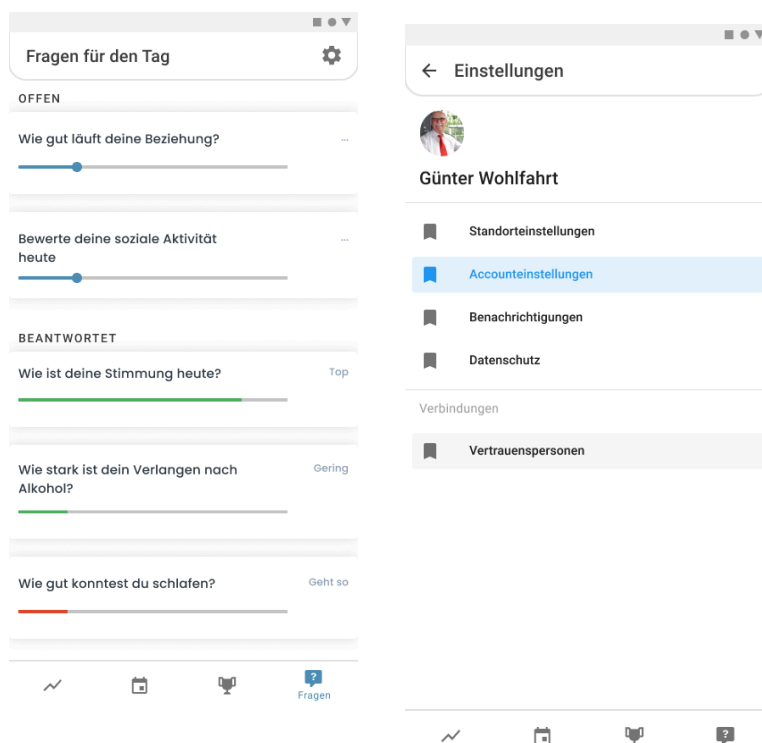 Fragen für den Tag
OFFEN
Wie gut läuft deine Beziehung?
...
Bewerte deine soziale Aktivität
heute
...
BEANTWORTET
Wie ist deine Stimmung heute?
Top
Wie stark ist dein Verlangen nach
Alkohol?
Gering
Wie gut konntest du schlafen?
Geht so
?
Fragen
Einstellungen
Günter Wohlfahrt
Standorteinstellungen
Accounteinstellungen
Benachrichtigungen
Datenschutz
Verbindungen
Vertrauenspersonen
?